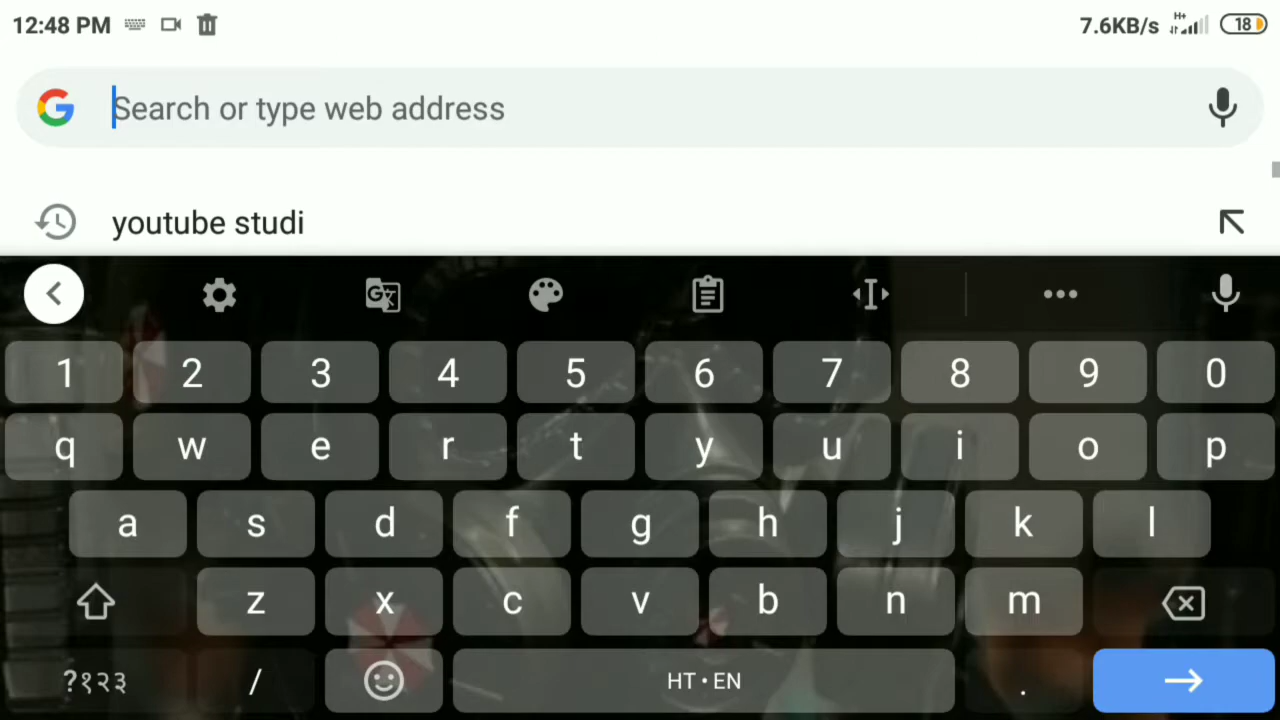 12:48 PM 7.6KB/s H+ 18
Search or type web address
youtube studi
1 2 3 4 5 6 7 8 9 0
q w e r t y u i o p
a s d f g h j k l
z x c v b n m
?१२३ / HT • EN .